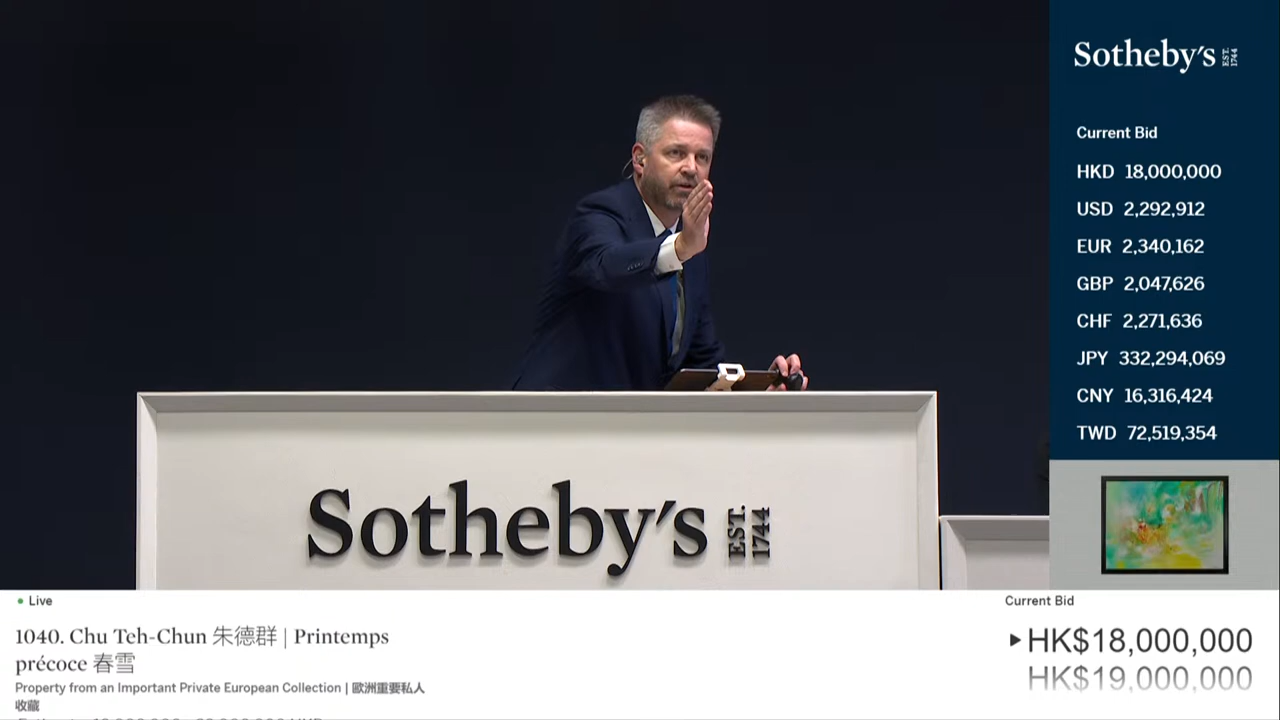 Sotheby's EST. 1744
Current Bid
HKD 18,000,000
USD 2,292,912
EUR 2,340,162
GBP 2,047,626
CHF 2,271,636
JPY 332,294,069
CNY 16,316,424
TWD 72,519,354
Sotheby's EST. 1744
Live
1040. Chu Teh-Chun 朱德群 | Printemps
précoce 春雪
Property from an Important Private European Collection | 歐洲重要私人
收藏
Current Bid
HK$18,000,000
HK$19,000,000